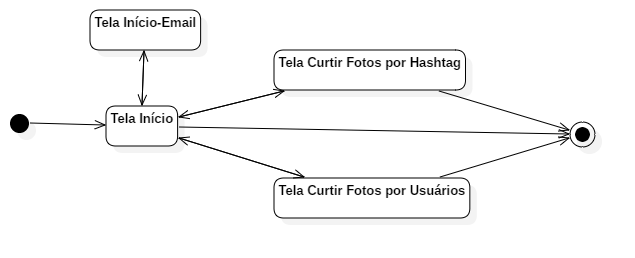 Tela Início-Email
Tela Curtir Fotos por Hashtag
Tela Início
Tela Curtir Fotos por Usuários